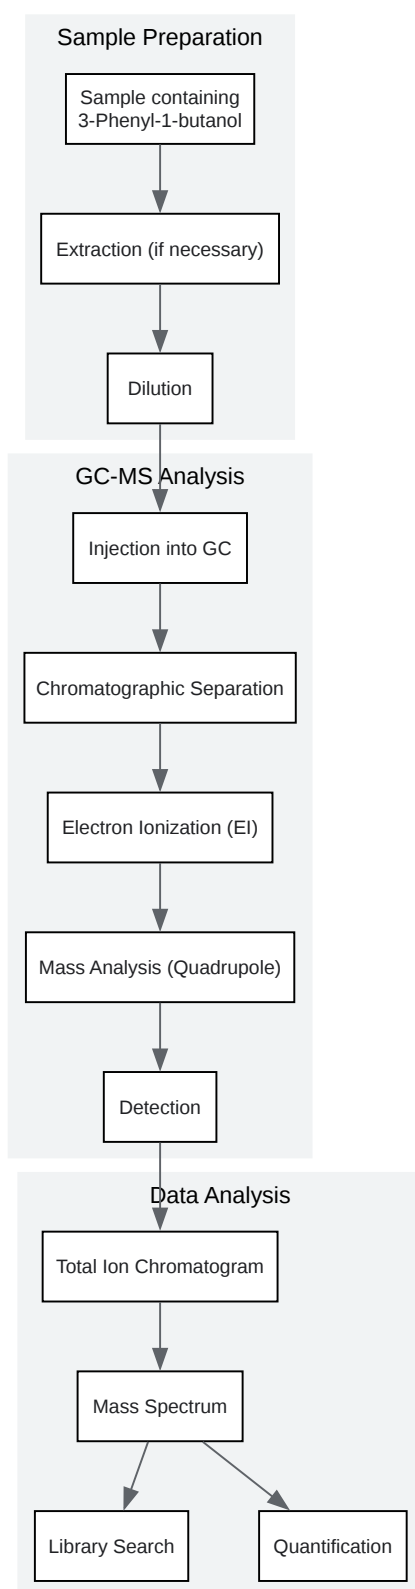 Sample Preparation
Sample containing
3-Phenyl-1-butanol
Extraction (if necessary)
Dilution
GC-MS Analysis
Injection into GC
Chromatographic Separation
Electron Ionization (EI)
Mass Analysis (Quadrupole)
Detection
Data Analysis
Total Ion Chromatogram
Mass Spectrum
Library Search
Quantification